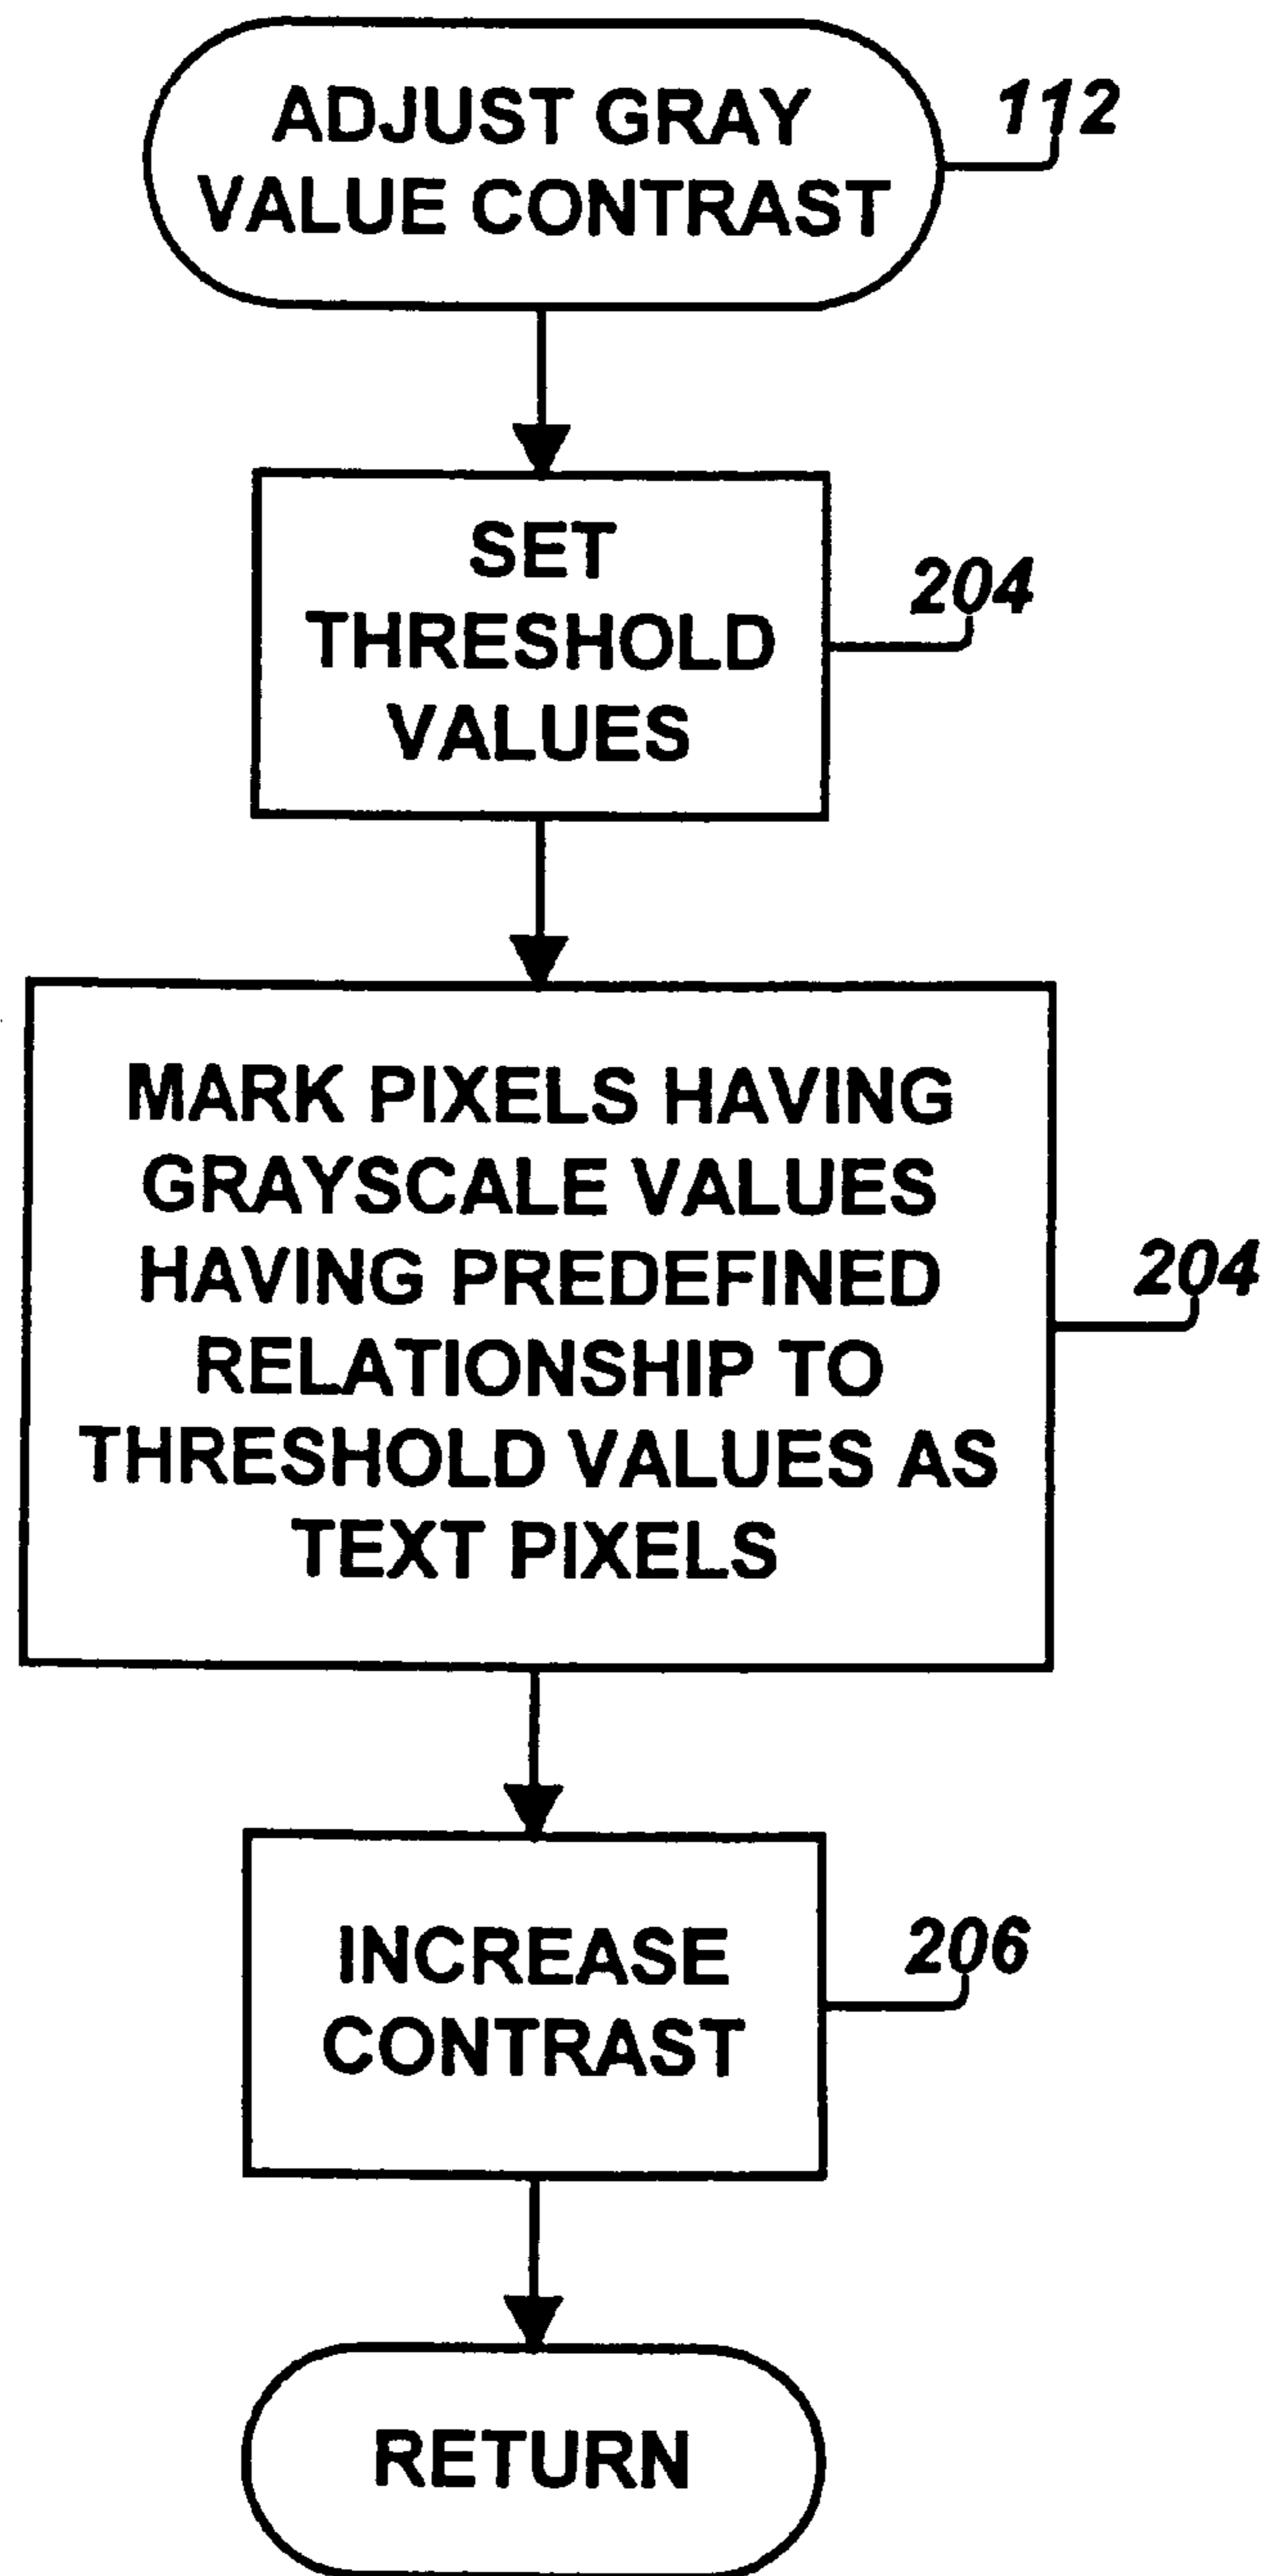 ADJUST GRAY
VALUE CONTRAST
112
SET
THRESHOLD
VALUES
204
MARK PIXELS HAVING
GRAYSCALE VALUES
HAVING PREDEFINED
RELATIONSHIP TO
THRESHOLD VALUES AS
TEXT PIXELS
204
INCREASE
CONTRAST
206
RETURN